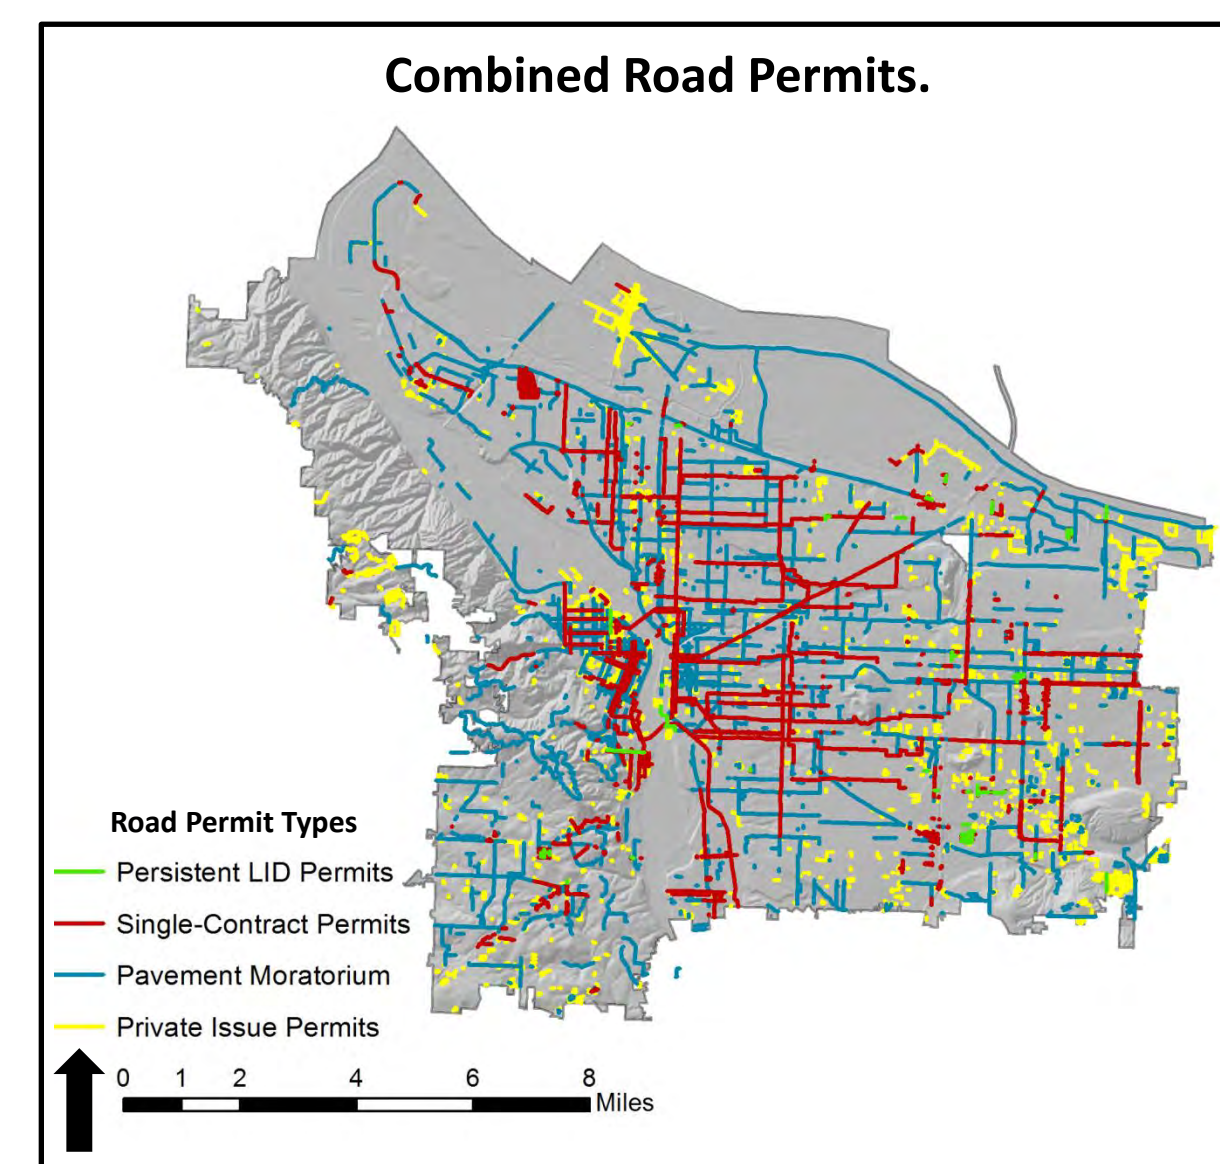 Combined Road Permits.
Road Permit Types
Persistent LID Permits
Single-Contract Permits
Pavement Moratorium
Private Issue Permits
0 1 2 4 6 8
Miles